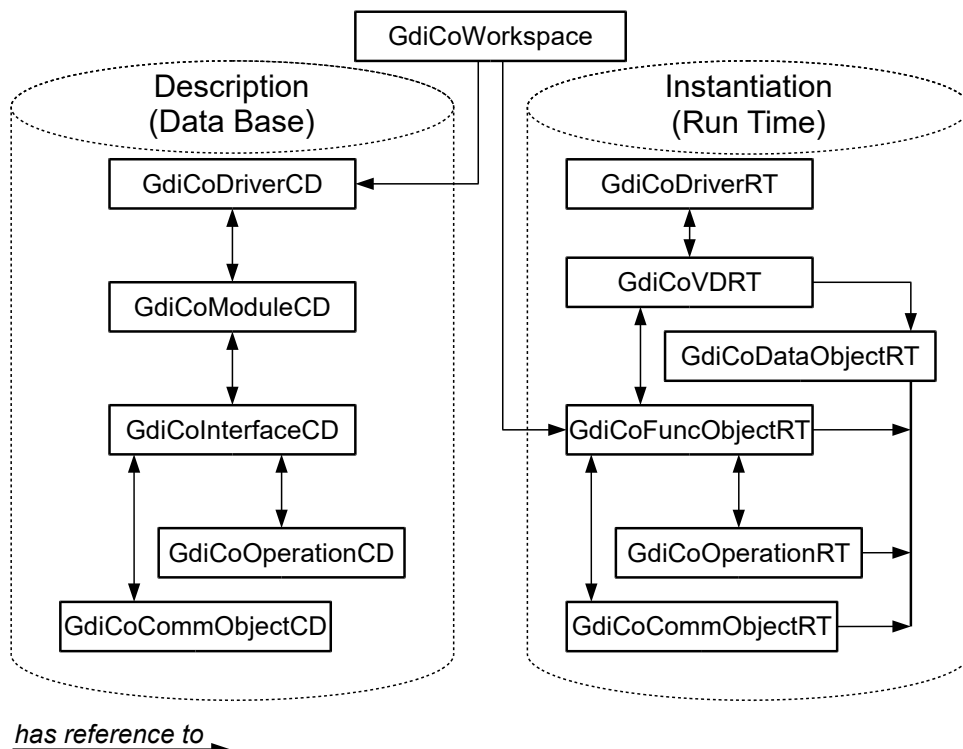 GdiCoWorkspace
Description
(Data Base)
GdiCoDriverCD
GdiCoModuleCD
GdiCoInterfaceCD
GdiCoOperationCD
GdiCoCommObjectCD
Instantiation
(Run Time)
GdiCoDriverRT
GdiCoVDRT
GdiCoDataObjectRT
GdiCoFuncObjectRT
GdiCoOperationRT
GdiCoCommObjectRT
has reference to